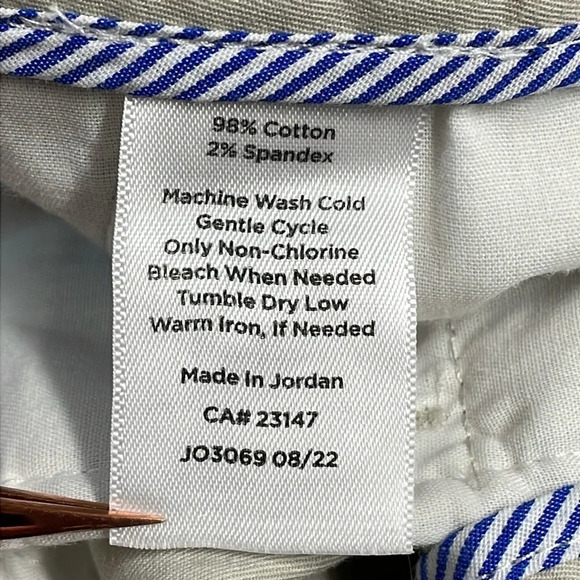 98% Cotton
2% Spandex
Machine Wash Cold
Gentle Cycle
Only Non-Chlorine
Bleach When Needed
Tumble Dry Low
Warm Iron, If Needed
Made In Jordan
CA# 23147
JO3069 08/22